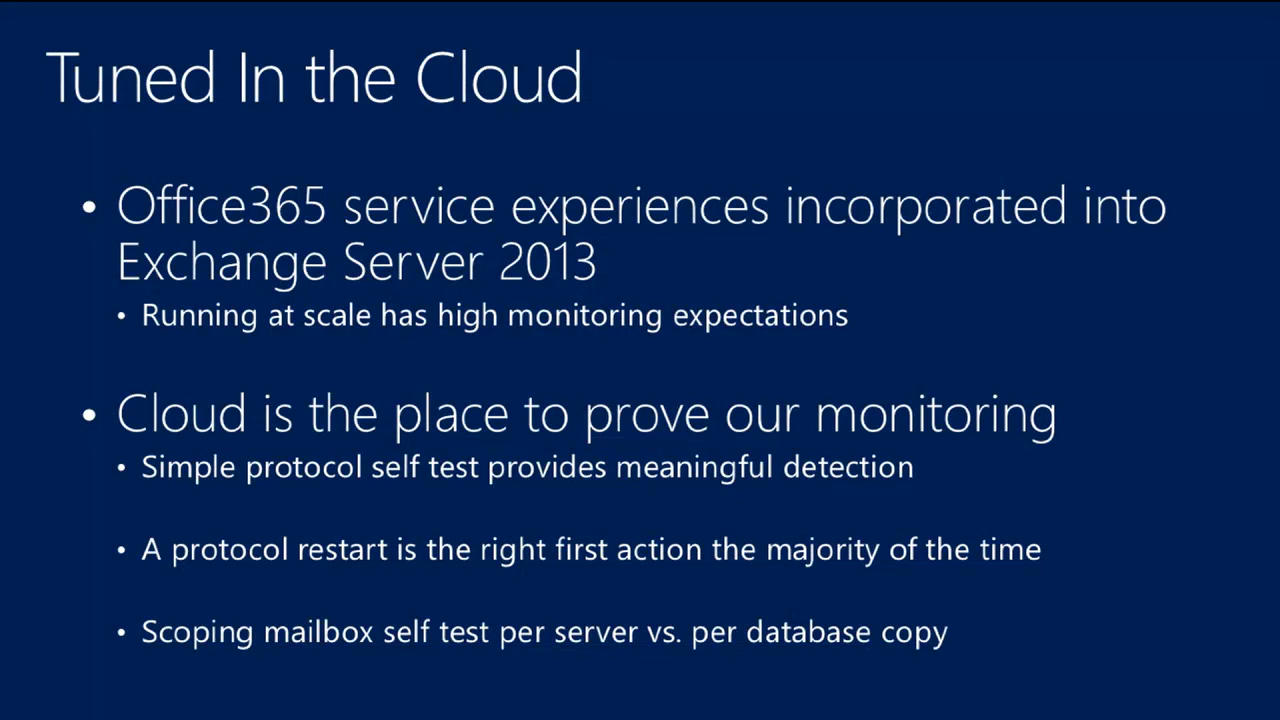 Tuned In the Cloud
• Office365 service experiences incorporated into
Exchange Server 2013
• Running at scale has high monitoring expectations
• Cloud is the place to prove our monitoring
• Simple protocol self test provides meaningful detection
• A protocol restart is the right first action the majority of the time
• Scoping mailbox self test per server vs. per database copy